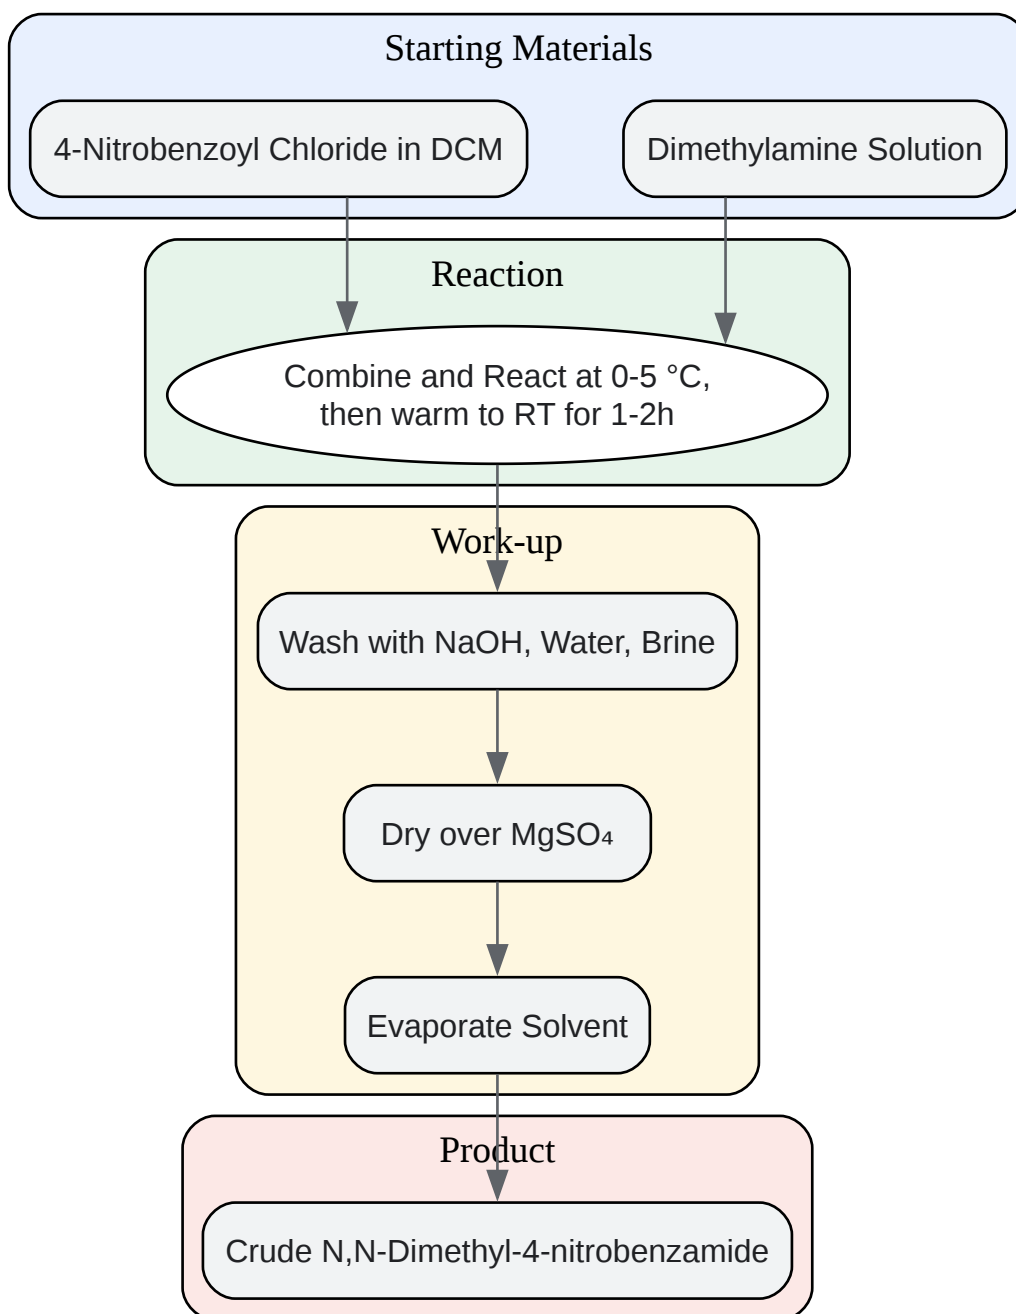 Starting Materials
4-Nitrobenzoyl Chloride in DCM
Dimethylamine Solution
Reaction
Combine and React at 0-5 °C,
then warm to RT for 1-2h
Work-up
Wash with NaOH, Water, Brine
Dry over MgSO₄
Evaporate Solvent
Product
Crude N,N-Dimethyl-4-nitrobenzamide